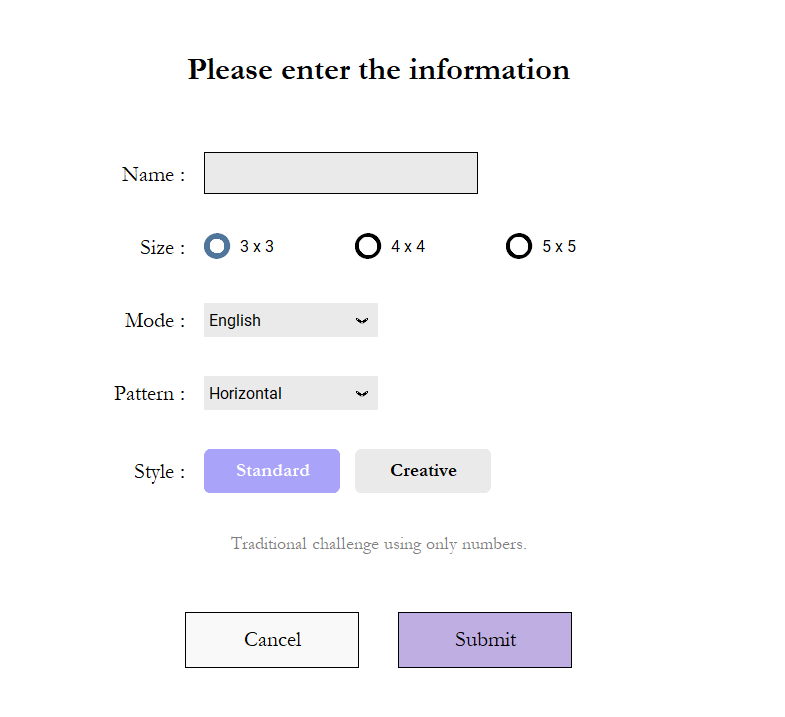 Please enter the information
Name :
Size : 3 x 3 4 x 4 5 x 5
Mode : English
Pattern : Horizontal
Style : Standard Creative
Traditional challenge using only numbers.
Cancel Submit